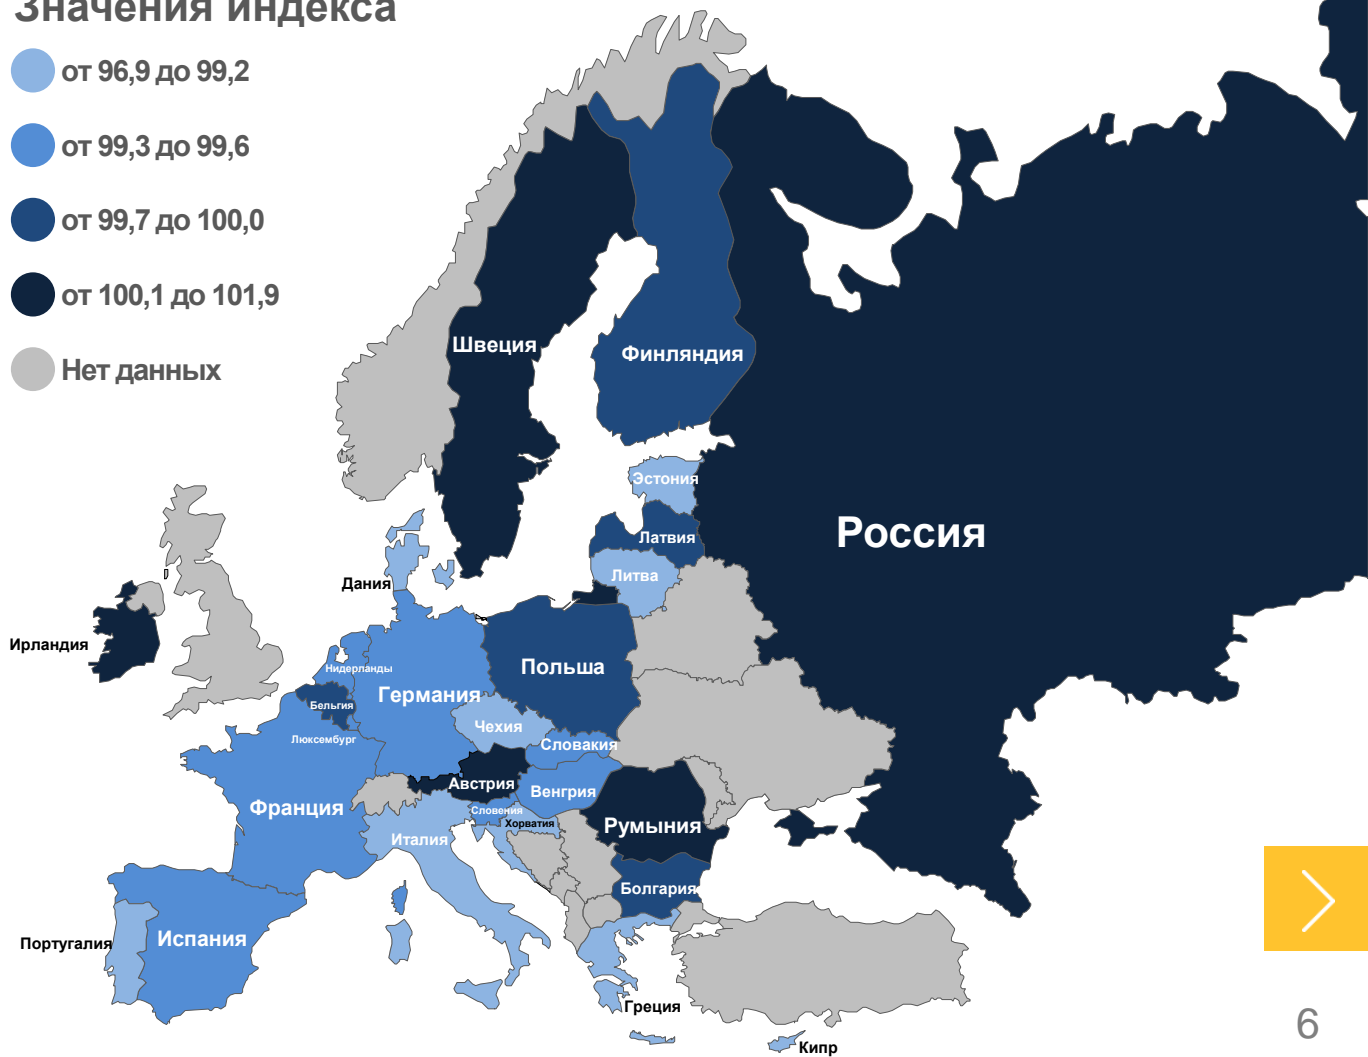 Значения индекса
от 96,9 до 99,2
от 99,3 до 99,6
от 99,7 до 100,0
от 100,1 до 101,9
Нет данных
Швеция
Финляндия
Эстония
Россия
Латвия
Литва
Дания
Ирландия
Польша
Нидерланды
Германия
Бельгия
Чехия
Люксембург
Словакия
Австрия
Венгрия
Франция
Словения
Хорватия
Румыния
Италия
Болгария
Испания
Португалия
Греция
Кипр
6